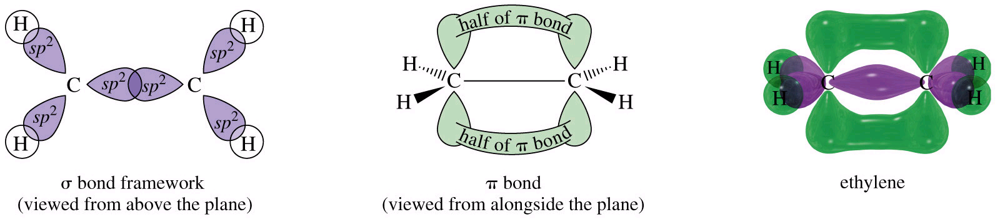 H H
sp² sp²
C sp² sp² C
sp² sp²
H H
σ bond framework
(viewed from above the plane)
half of π bond
H H
C C
H H
half of π bond
π bond
(viewed from alongside the plane)
H H
C C
H H
ethylene